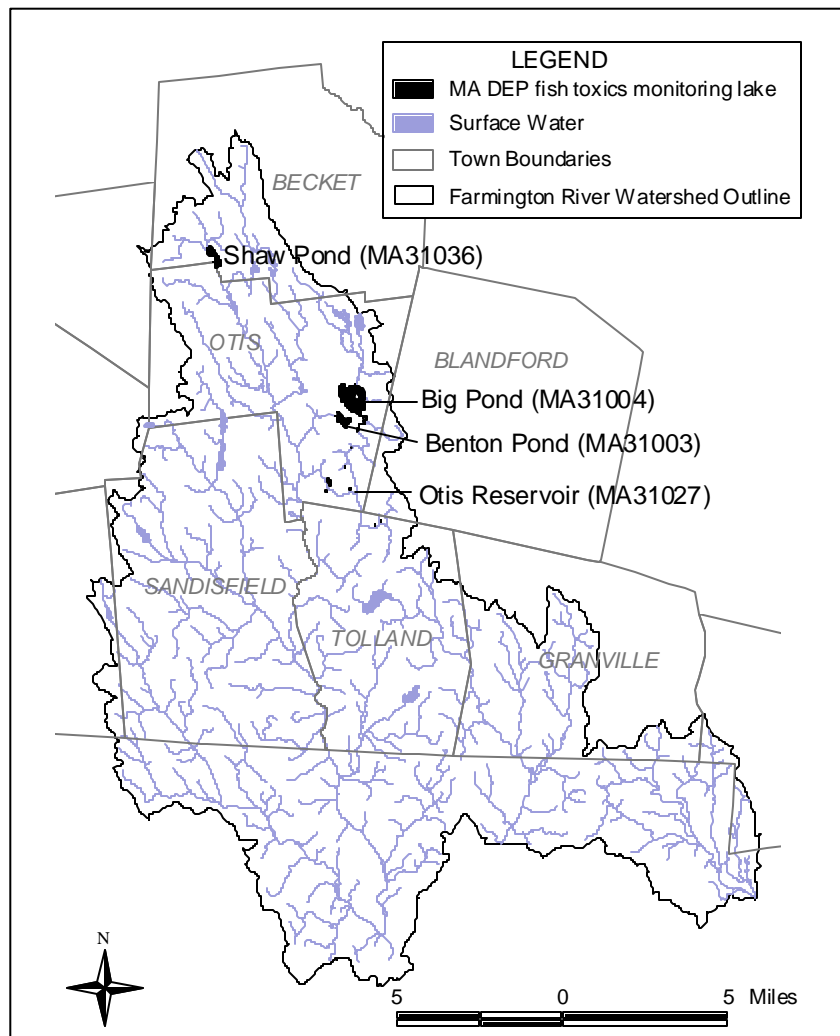 LEGEND
MA DEP fish toxics monitoring lake
Surface Water
Town Boundaries
Farmington River Watershed Outline
BECKET
Shaw Pond (MA31036)
OTIS
BLANDFORD
Big Pond (MA31004)
Benton Pond (MA31003)
Otis Reservoir (MA31027)
SANDISFIELD
TOLLAND
GRANVILLE
N
5 0 5 Miles